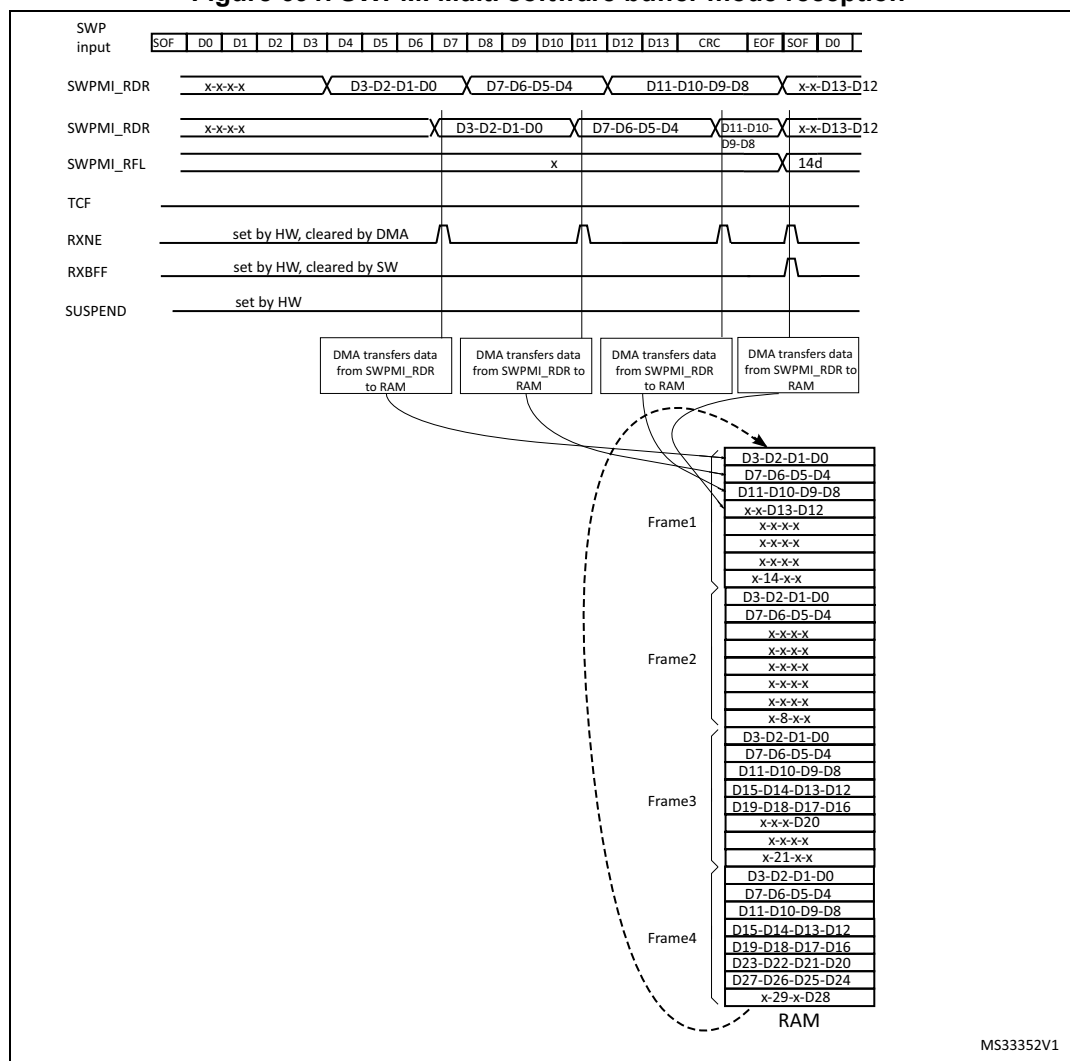 SWP input SOF D0 D1 D2 D3 D4 D5 D6 D7 D8 D9 D10 D11 D12 D13 CRC EOF SOF D0
SWPMI_RDR x-x-x-x D3-D2-D1-D0 D7-D6-D5-D4 D11-D10-D9-D8 x-x-D13-D12
SWPMI_RDR x-x-x-x D3-D2-D1-D0 D7-D6-D5-D4 D11-D10-D9-D8 x-x-D13-D12
SWPMI_RFL x 14d
TCF
RXNE set by HW, cleared by DMA
RXBFF set by HW, cleared by SW
SUSPEND set by HW
DMA transfers data
from SWPMI_RDR
to RAM
DMA transfers data
from SWPMI_RDR to
RAM
DMA transfers data
from SWPMI_RDR
to RAM
DMA transfers data
from SWPMI_RDR to
RAM
Frame1
D3-D2-D1-D0
D7-D6-D5-D4
D11-D10-D9-D8
x-x-D13-D12
x-x-x-x
x-x-x-x
x-x-x-x
x-14-x-x
Frame2
D3-D2-D1-D0
D7-D6-D5-D4
x-x-x-x
x-x-x-x
x-x-x-x
x-x-x-x
x-x-x-x
x-8-x-x
Frame3
D3-D2-D1-D0
D7-D6-D5-D4
D11-D10-D9-D8
D15-D14-D13-D12
D19-D18-D17-D16
x-x-x-D20
x-x-x-x
x-21-x-x
Frame4
D3-D2-D1-D0
D7-D6-D5-D4
D11-D10-D9-D8
D15-D14-D13-D12
D19-D18-D17-D16
D23-D22-D21-D20
D27-D26-D25-D24
x-29-x-D28
RAM
MS33352V1